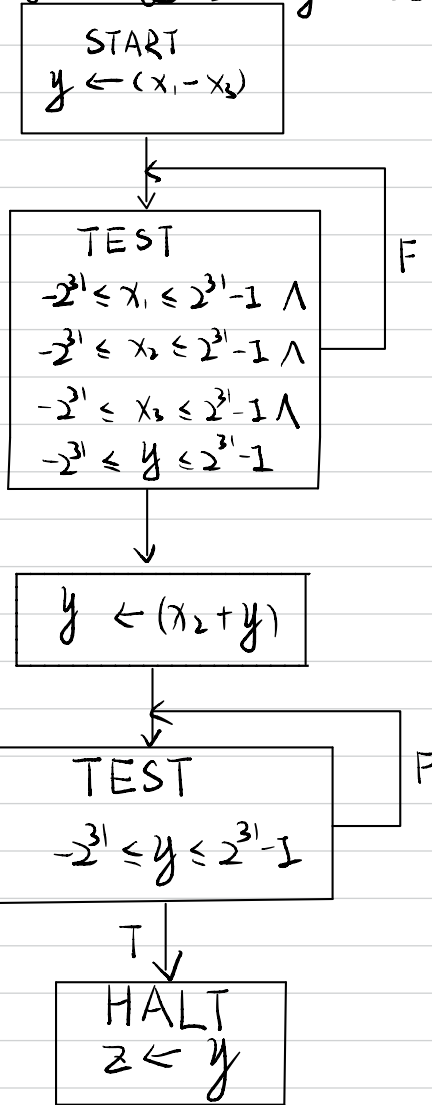 START
y ← (x₁ - x₃)
TEST
-2³¹ ≤ x₁ ≤ 2³¹-1 ∧
F
-2³¹ ≤ x₂ ≤ 2³¹-1 ∧
-2³¹ ≤ x₃ ≤ 2³¹-1 ∧
-2³¹ ≤ y ≤ 2³¹-1
y ← (x₂ + y)
TEST
-2³¹ ≤ y ≤ 2³¹-1
T
HALT
z ← y